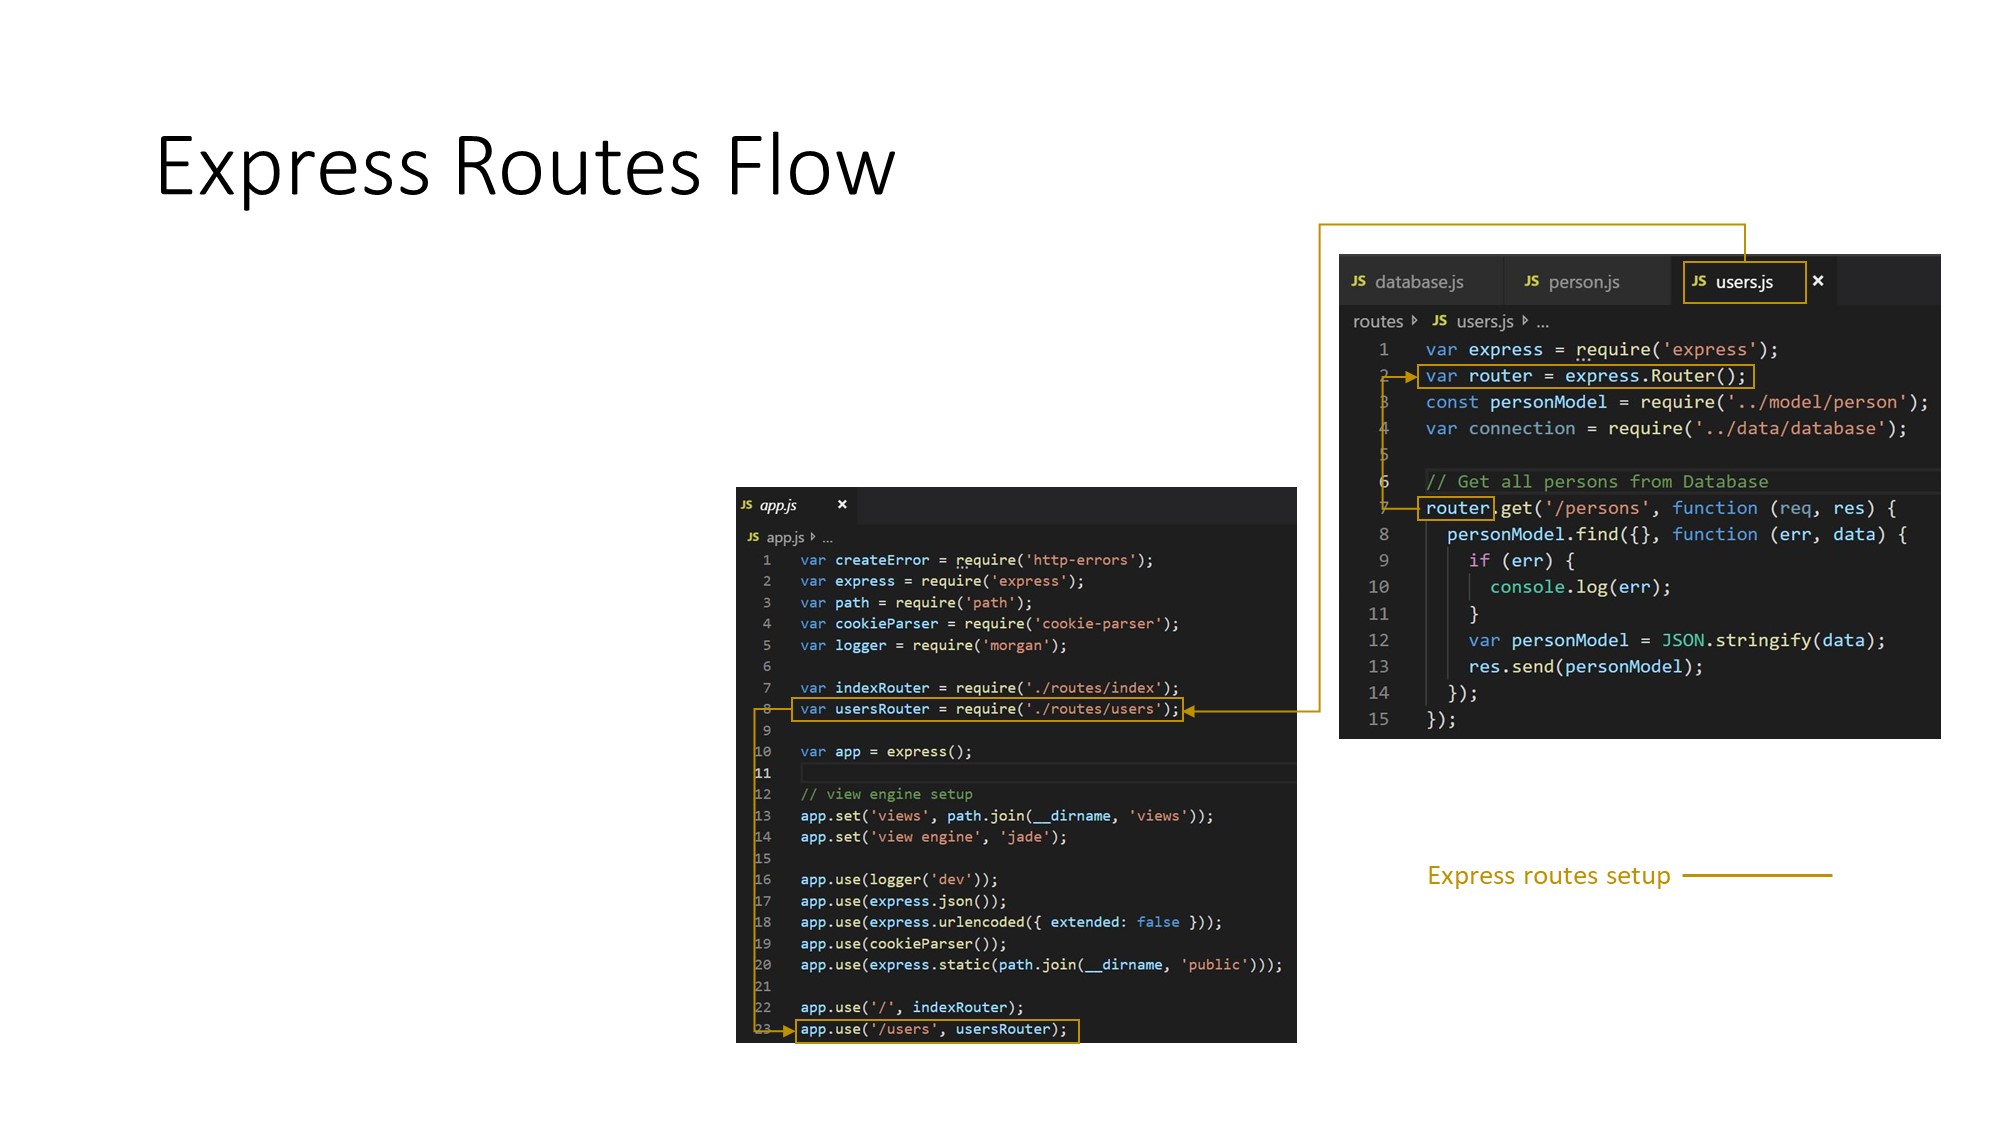 Express Routes Flow
JS database.js JS person.js JS users.js ×
routes JS users.js ...
1 var express = require('express');
2 var router = express.Router();
3 const personModel = require('../model/person');
4 var connection = require('../data/database');
5
6 // Get all persons from Database
7 router.get('/persons', function (req, res) {
8 personModel.find({}, function (err, data) {
9 if (err) {
10 console.log(err);
11 }
12 var personModel = JSON.stringify(data);
13 res.send(personModel);
14 });
15 });
JS app.js ×
JS app.js ...
1 var createError = require('http-errors');
2 var express = require('express');
3 var path = require('path');
4 var cookieParser = require('cookie-parser');
5 var logger = require('morgan');
6
7 var indexRouter = require('./routes/index');
8 var usersRouter = require('./routes/users');
9
10 var app = express();
11
12 // view engine setup
13 app.set('views', path.join(__dirname, 'views'));
14 app.set('view engine', 'jade');
15
16 app.use(logger('dev'));
17 app.use(express.json());
18 app.use(express.urlencoded({ extended: false }));
19 app.use(cookieParser());
20 app.use(express.static(path.join(__dirname, 'public')));
21
22 app.use('/', indexRouter);
23 app.use('/users', usersRouter);
Express routes setup